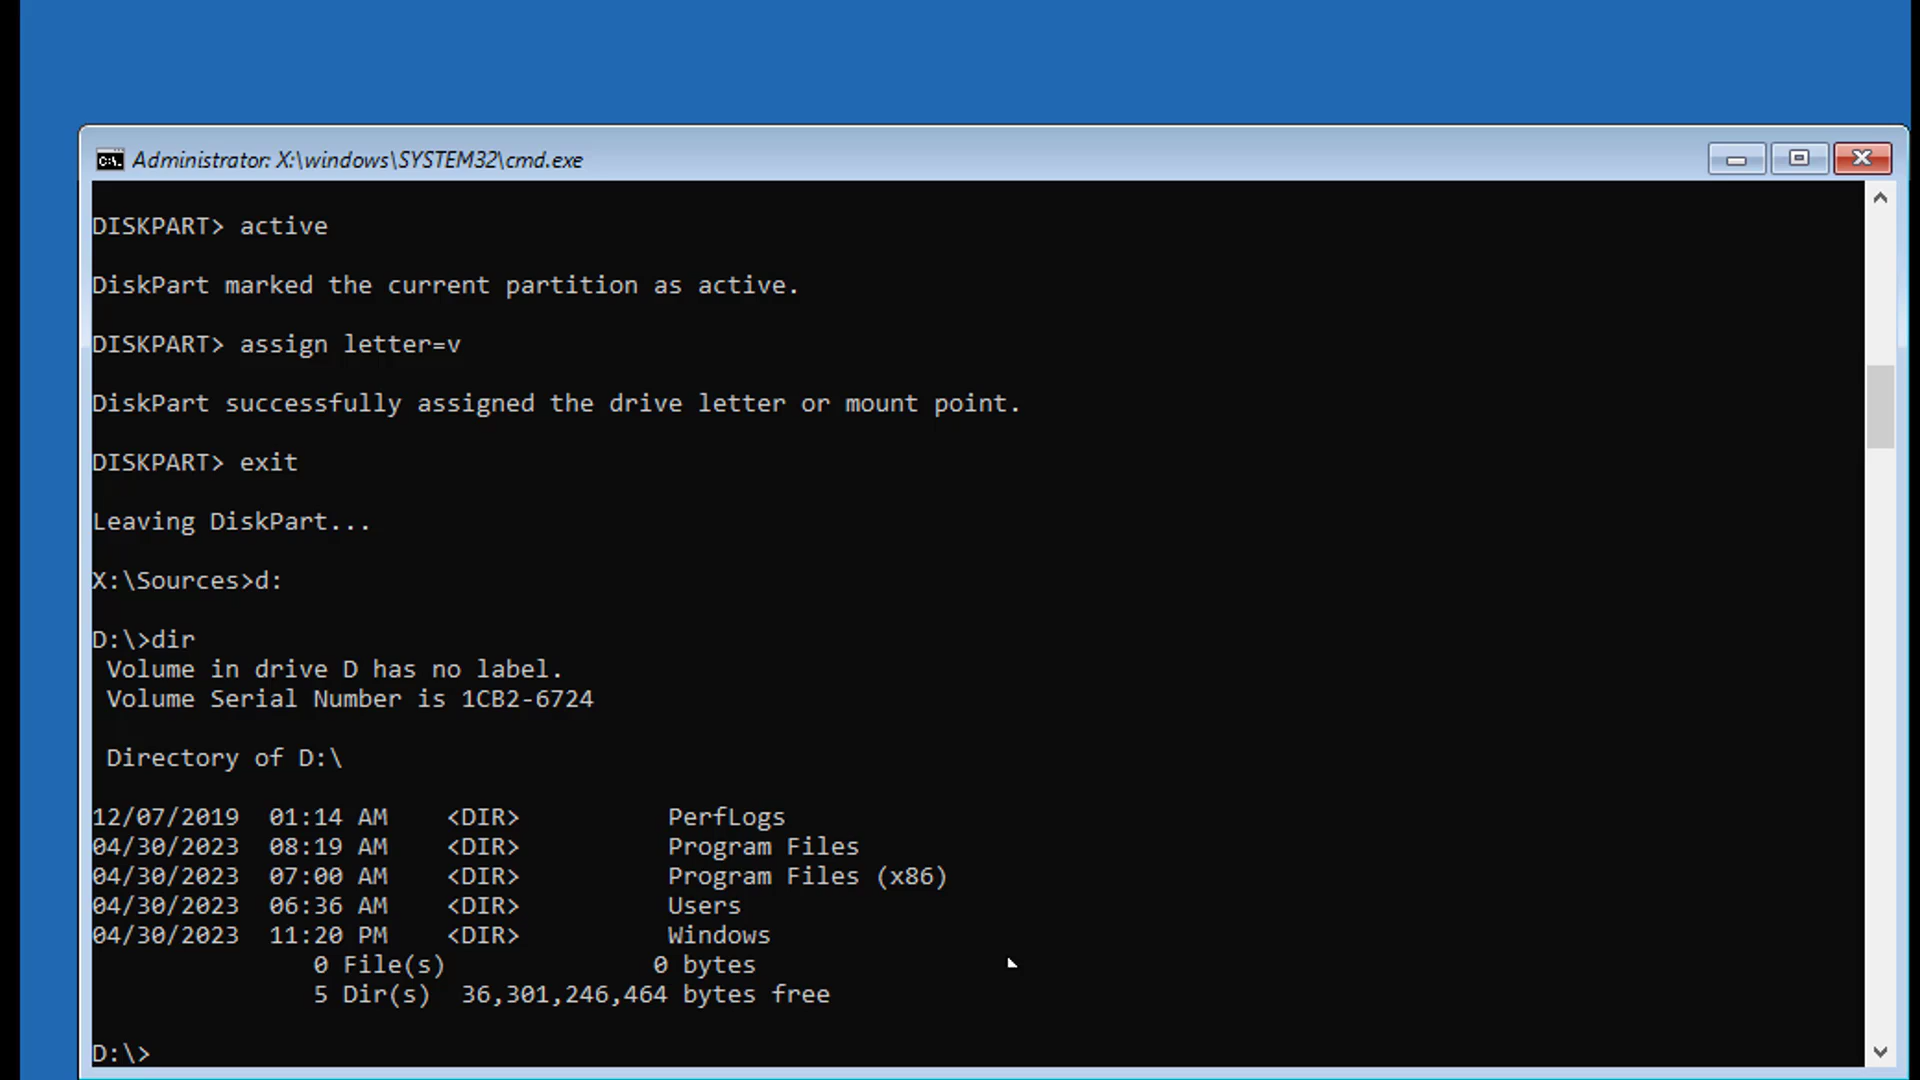 Administrator: X:\windows\SYSTEM32\cmd.exe
DISKPART> active
DiskPart marked the current partition as active.
DISKPART> assign letter=v
DiskPart successfully assigned the drive letter or mount point.
DISKPART> exit
Leaving DiskPart...
X:\Sources>d:
D:\>dir
Volume in drive D has no label.
Volume Serial Number is 1CB2-6724
Directory of D:\
12/07/2019  01:14 AM    <DIR>          PerfLogs
04/30/2023  08:19 AM    <DIR>          Program Files
04/30/2023  07:00 AM    <DIR>          Program Files (x86)
04/30/2023  06:36 AM    <DIR>          Users
04/30/2023  11:20 PM    <DIR>          Windows
0 File(s)              0 bytes
5 Dir(s)  36,301,246,464 bytes free
D:\>